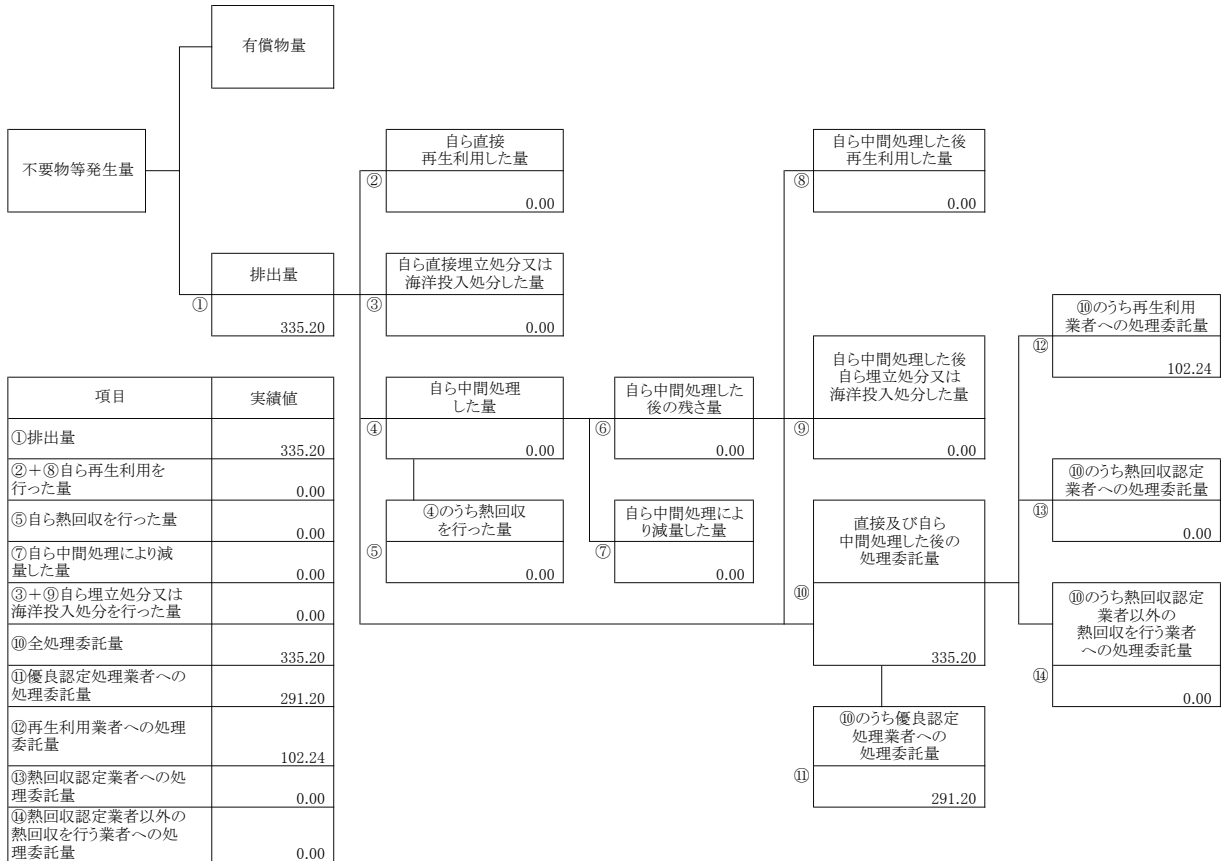 有償物量
不要物等発生量
自ら直接
再生利用した量
②
0.00
自ら中間処理した後
再生利用した量
⑧
0.00
排出量
①
335.20
自ら直接埋立処分又は
海洋投入処分した量
③
0.00
⑩のうち再生利用
業者への処理委託量
⑫
102.24
自ら中間処理
した量
④
0.00
自ら中間処理した
後の残さ量
⑥
0.00
自ら中間処理した後
自ら埋立処分又は
海洋投入処分した量
⑨
0.00
⑩のうち熱回収認定
業者への処理委託量
⑬
0.00
④のうち熱回収
を行った量
⑤
0.00
自ら中間処理によ
り減量した量
⑦
0.00
直接及び自ら
中間処理した後の
処理委託量
⑩
335.20
⑩のうち熱回収認定
業者以外の
熱回収を行う業者
への処理委託量
⑭
0.00
⑩のうち優良認定
処理業者への
処理委託量
⑪
291.20
項目 実績値
①排出量 335.20
②+⑧自ら再生利用を
行った量 0.00
⑤自ら熱回収を行った量 0.00
⑦自ら中間処理により減
量した量 0.00
③+⑨自ら埋立処分又は
海洋投入処分を行った量 0.00
⑩全処理委託量 335.20
⑪優良認定処理業者への
処理委託量 291.20
⑫再生利用業者への処理
委託量 102.24
⑬熱回収認定業者への処
理委託量 0.00
⑭熱回収認定業者以外の
熱回収を行う業者への処
理委託量 0.00